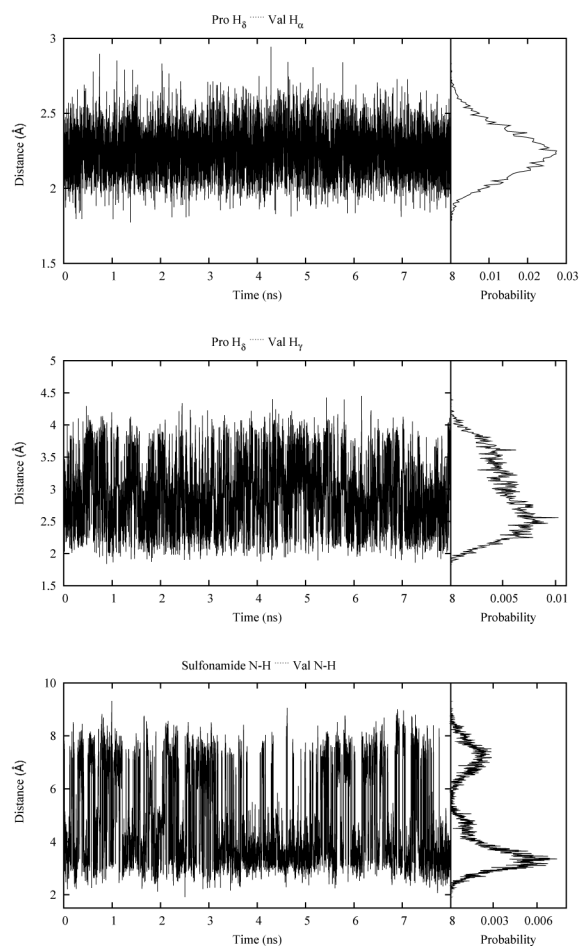 Pro Hδ ······ Val Hα
3
2.5
2
1.5
Distance (Å)
0 1 2 3 4 5 6 7 8 0.01 0.02 0.03
Time (ns) Probability
Pro Hδ ······ Val Hγ
5
4.5
4
3.5
3
2.5
2
1.5
Distance (Å)
0 1 2 3 4 5 6 7 8 0.005 0.01
Time (ns) Probability
Sulfonamide N-H ······ Val N-H
10
8
6
4
2
Distance (Å)
0 1 2 3 4 5 6 7 8 0.003 0.006
Time (ns) Probability